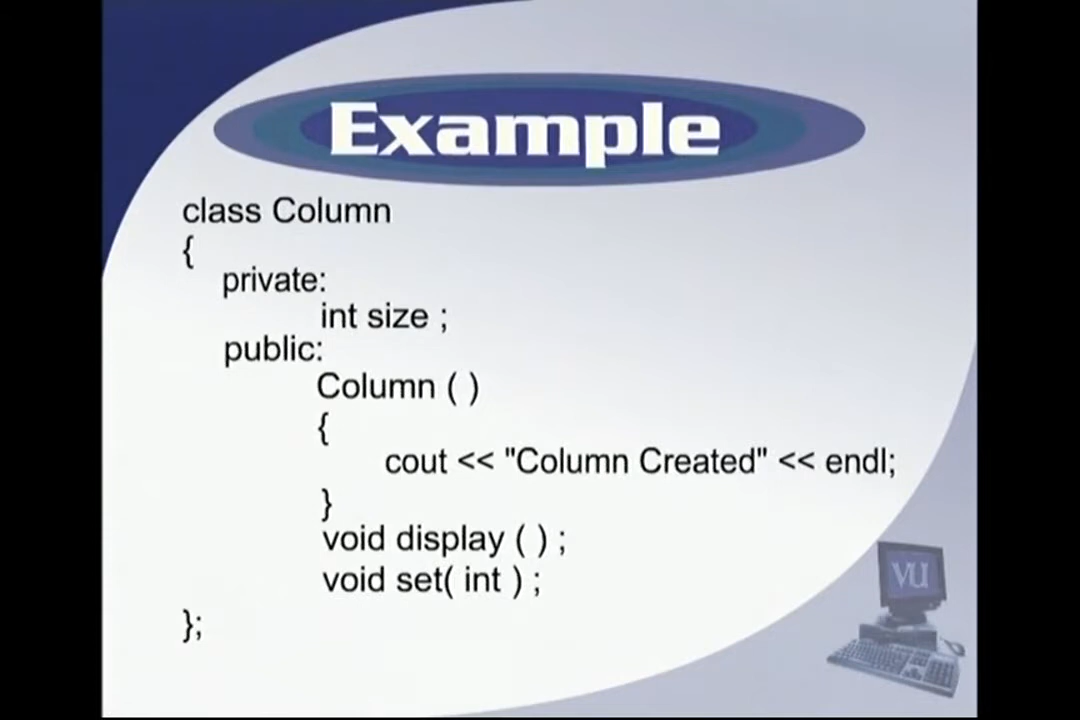 Example
class Column
{
private:
int size ;
public:
Column ( )
{
cout << "Column Created" << endl;
}
void display ( ) ;
void set( int ) ;
};
VU